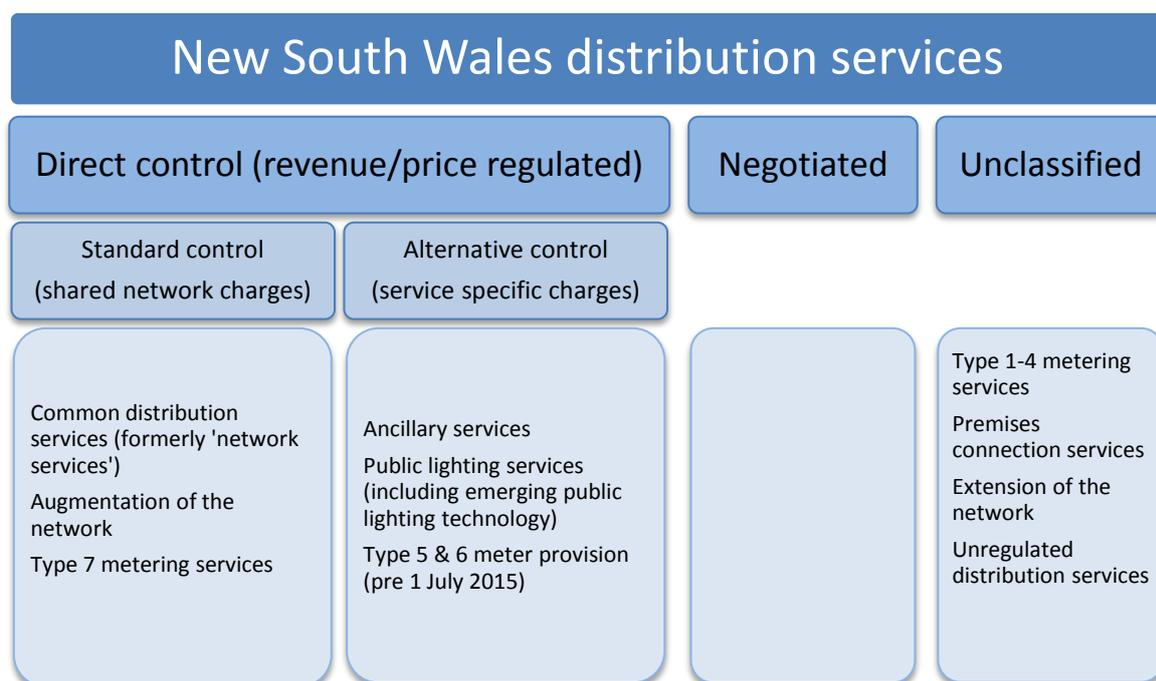 New South Wales distribution services
Direct control (revenue/price regulated)
Negotiated
Unclassified
Standard control
(shared network charges)
Alternative control
(service specific charges)
Common distribution
services (formerly 'network
services')
Augmentation of the
network
Type 7 metering services
Ancillary services
Public lighting services
(including emerging public
lighting technology)
Type 5 & 6 meter provision
(pre 1 July 2015)
Type 1-4 metering
services
Premises
connection services
Extension of the
network
Unregulated
distribution services